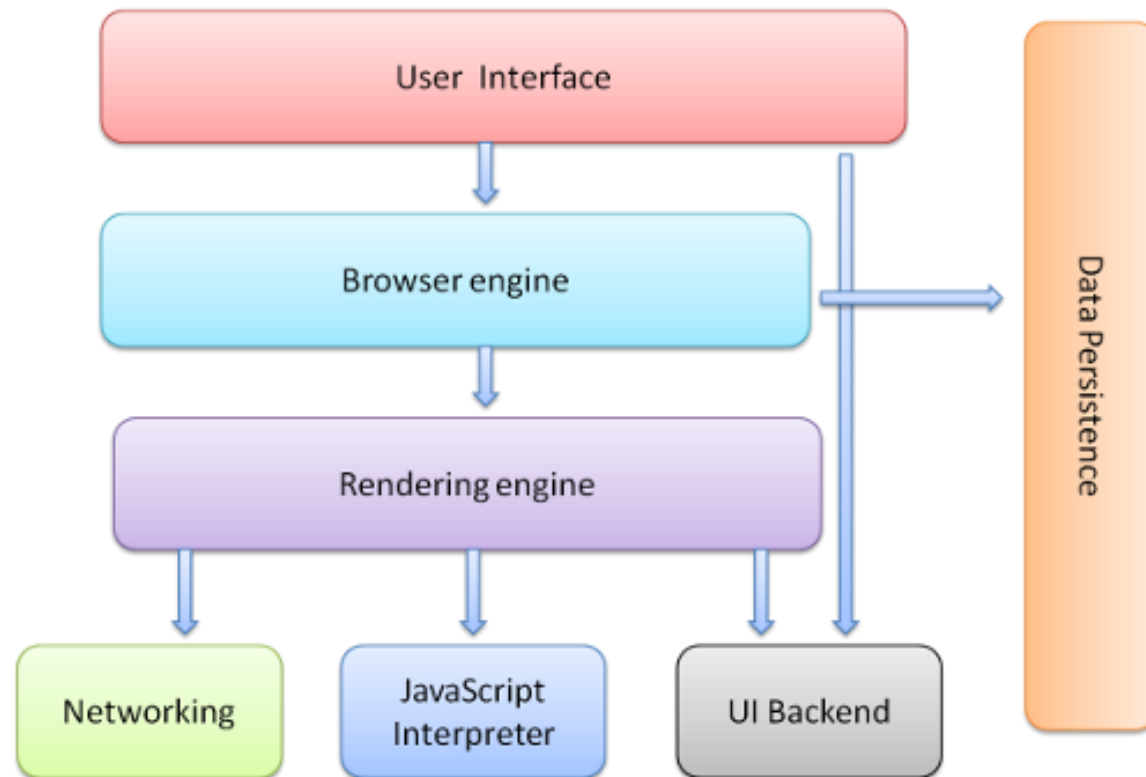 User Interface
Browser engine
Data Persistence
Rendering engine
Networking
JavaScript
Interpreter
UI Backend